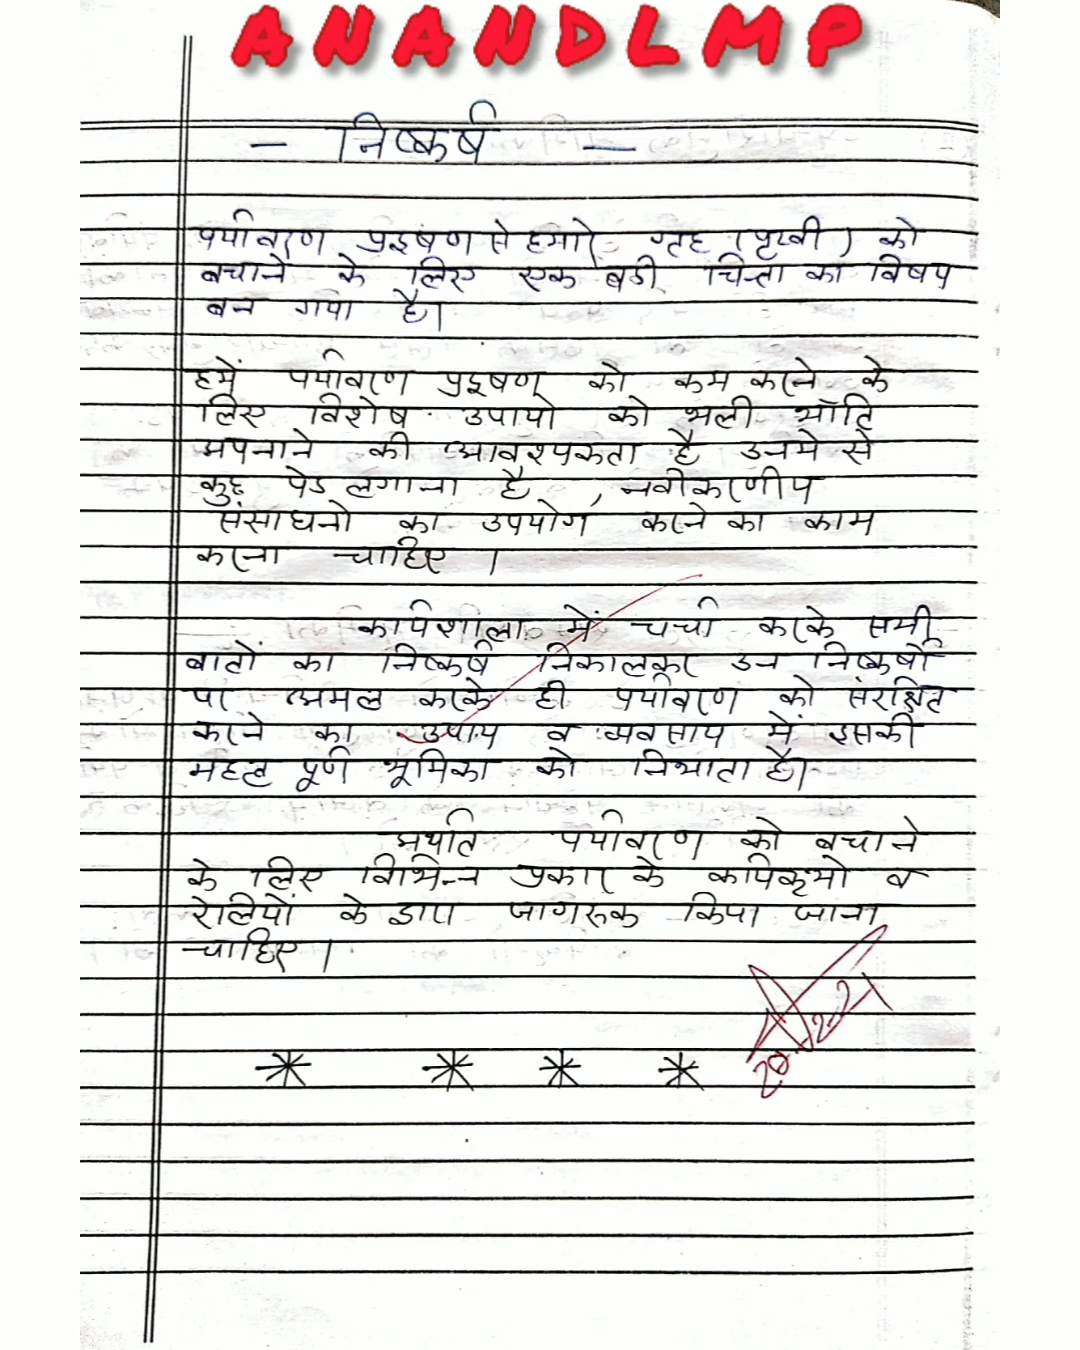 ANANDLMP
— निष्कर्ष —
पर्यावरण प्रदूषण से हमारे ग्रह (पृथ्वी) को
बचाने के लिए एक बडी चिन्ता का विषय
बन गया है।
हमें पर्यावरण प्रदूषण को कम करने के
लिए विशेष उपायो को भली भाँति
अपनाने की आवश्यकता है उनमे से
कुछ पेड लगाना है , नवीकरणीय
संसाधनो का उपयोग करने का काम
करना चाहिए ।
कार्यशाला में चर्चा करके सभी
बातों का निष्कर्ष निकालकर उन निष्कर्षो
पर अमल करके ही पर्यावरण को संरक्षित
करने का उपाय व व्यवसाय में इसकी
महत्व पूर्ण भूमिका को निभाता है।
अर्थात पर्यावरण को बचाने
के लिए विभिन्न प्रकार के कार्यक्रमो व
रैलियों के द्वारा जागरूक किया जाना
चाहिए ।